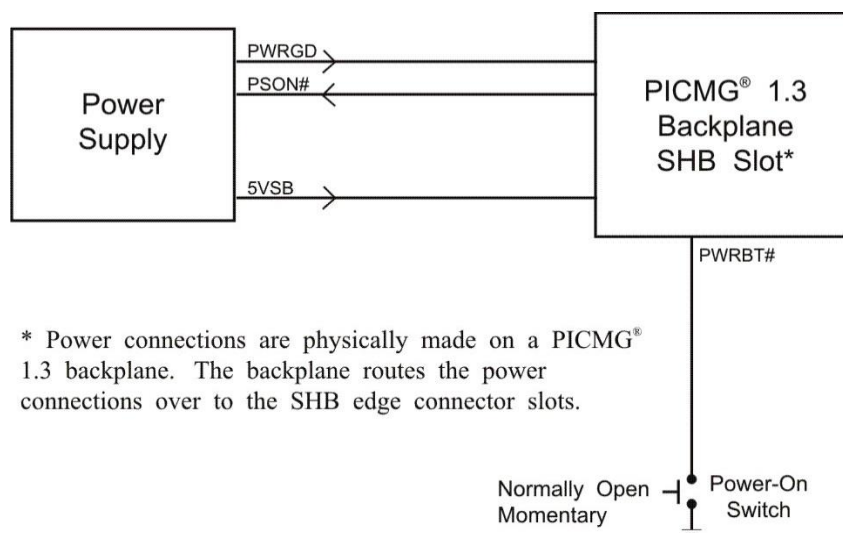 Power
Supply
PWRGD
PSON#
5VSB
PICMG® 1.3
Backplane
SHB Slot*
PWRBT#
* Power connections are physically made on a PICMG®
1.3 backplane. The backplane routes the power
connections over to the SHB edge connector slots.
Normally Open
Momentary
Power-On
Switch